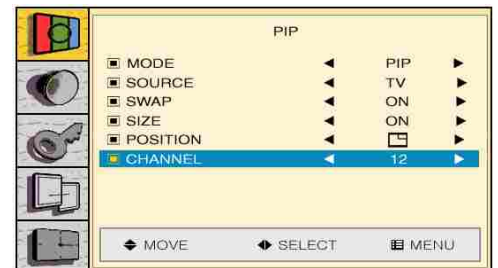 PIP
MODE PIP
SOURCE TV
SWAP ON
SIZE ON
POSITION
CHANNEL 12
MOVE SELECT MENU